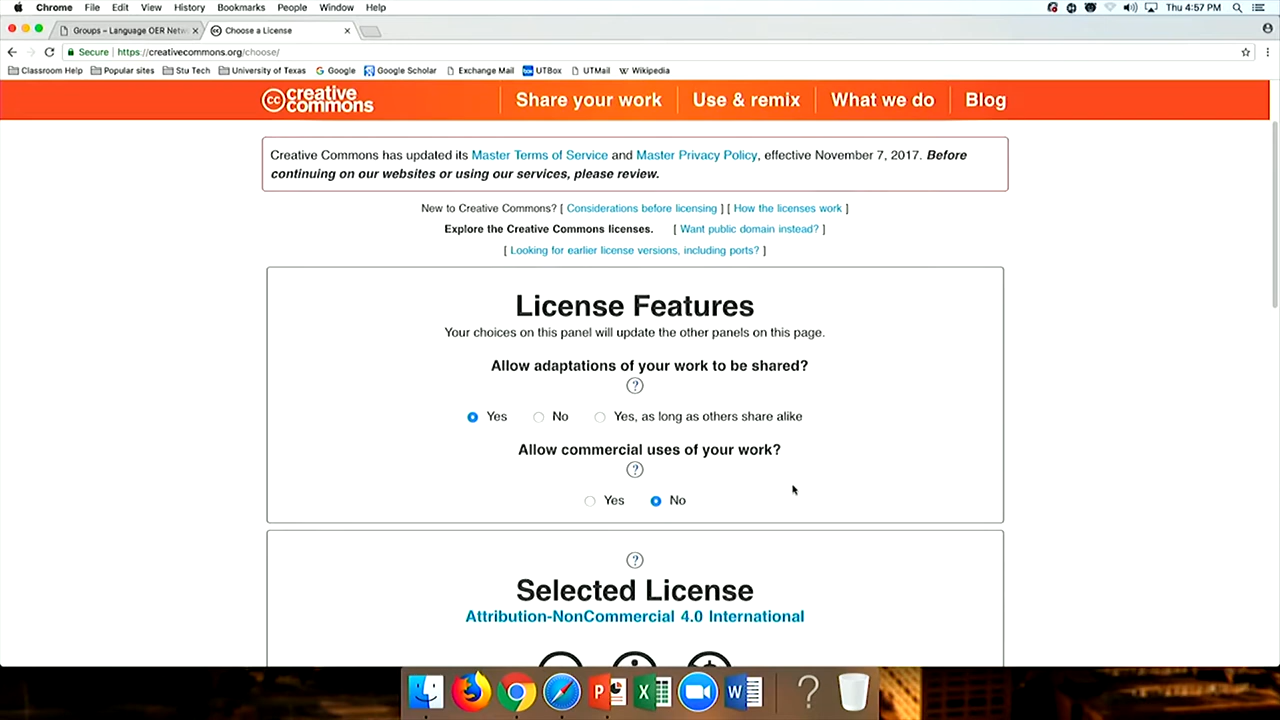 Chrome File Edit View History Bookmarks People Window Help Thu 4:57 PM
Groups – Language OER Netw
Choose a License
Secure https://creativecommons.org/choose/
Classroom Help Popular sites Stu Tech University of Texas Google Google Scholar Exchange Mail UTBox UTMail Wikipedia
cc creative commons Share your work Use & remix What we do Blog
Creative Commons has updated its Master Terms of Service and Master Privacy Policy, effective November 7, 2017. Before
continuing on our websites or using our services, please review.
New to Creative Commons? [ Considerations before licensing ] [ How the licenses work ]
Explore the Creative Commons licenses. [ Want public domain instead? ]
[ Looking for earlier license versions, including ports? ]
License Features
Your choices on this panel will update the other panels on this page.
Allow adaptations of your work to be shared?
?
Yes No Yes, as long as others share alike
Allow commercial uses of your work?
?
Yes No
?
Selected License
Attribution-NonCommercial 4.0 International